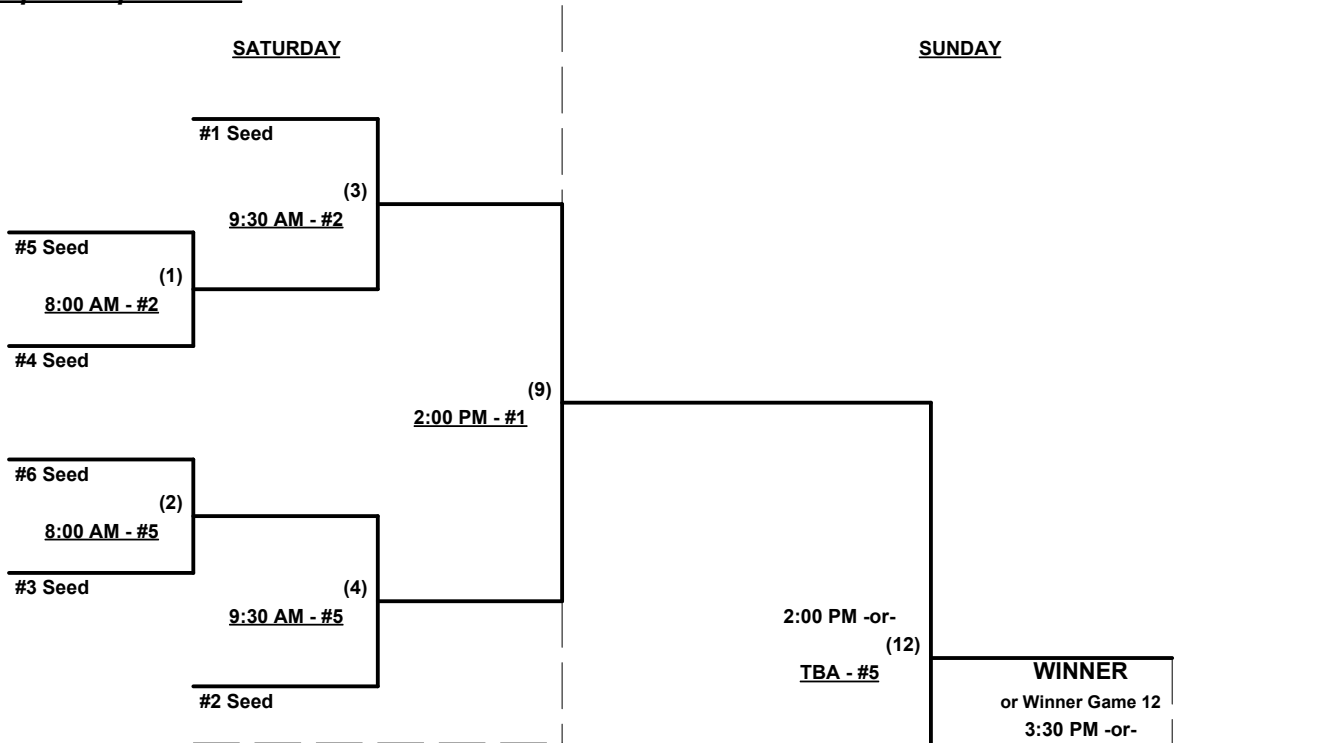 SATURDAY
SUNDAY
#1 Seed
(3)
9:30 AM - #2
#5 Seed
(1)
8:00 AM - #2
#4 Seed
(9)
2:00 PM - #1
#6 Seed
(2)
8:00 AM - #5
#3 Seed
(4)
9:30 AM - #5
#2 Seed
2:00 PM -or-
(12)
TBA - #5
WINNER
or Winner Game 12
3:30 PM -or-